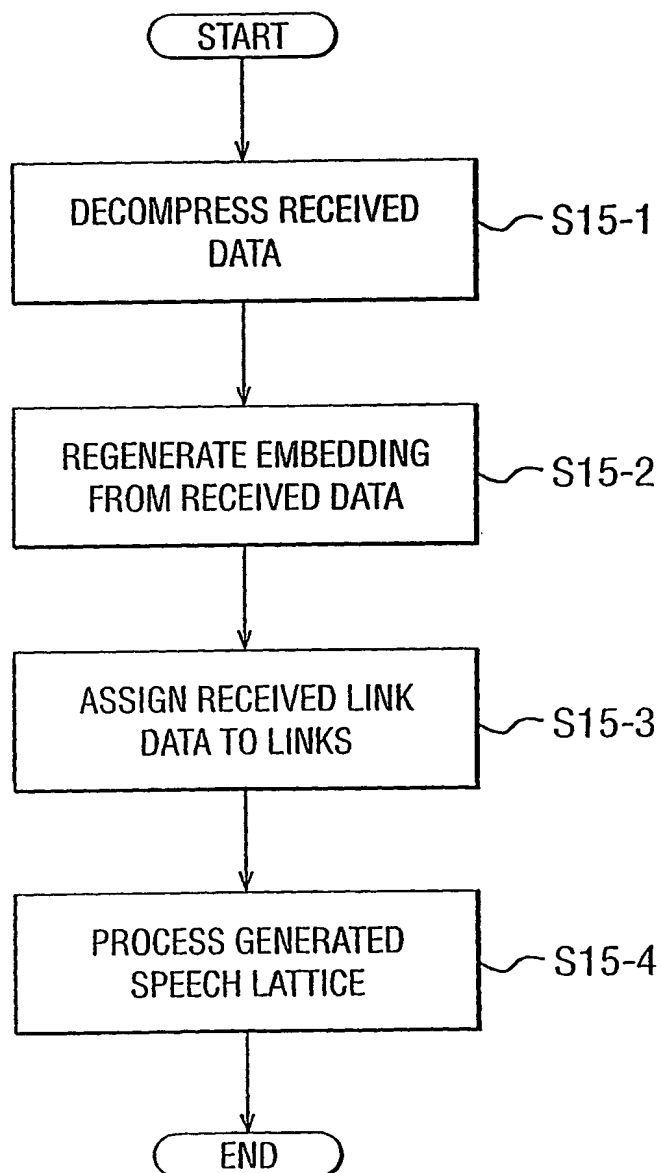 START
DECOMPRESS RECEIVED
DATA
S15-1
REGENERATE EMBEDDING
FROM RECEIVED DATA
S15-2
ASSIGN RECEIVED LINK
DATA TO LINKS
S15-3
PROCESS GENERATED
SPEECH LATTICE
S15-4
END